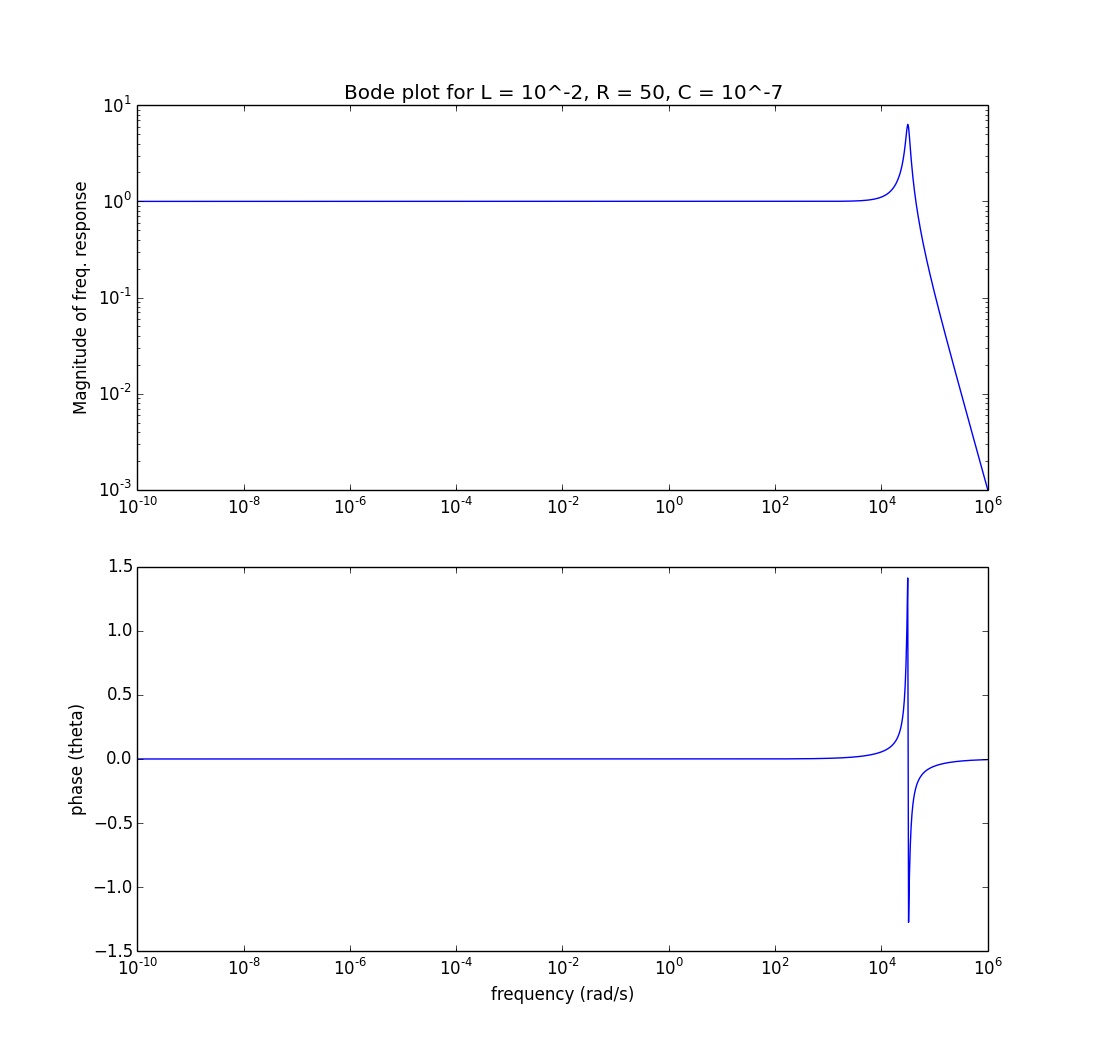 Bode plot for L = 10^-2, R = 50, C = 10^-7
10^1
10^0
10^-1
10^-2
10^-3
Magnitude of freq. response
10^-10 10^-8 10^-6 10^-4 10^-2 10^0 10^2 10^4 10^6
1.5
1.0
0.5
0.0
−0.5
−1.0
−1.5
phase (theta)
10^-10 10^-8 10^-6 10^-4 10^-2 10^0 10^2 10^4 10^6
frequency (rad/s)